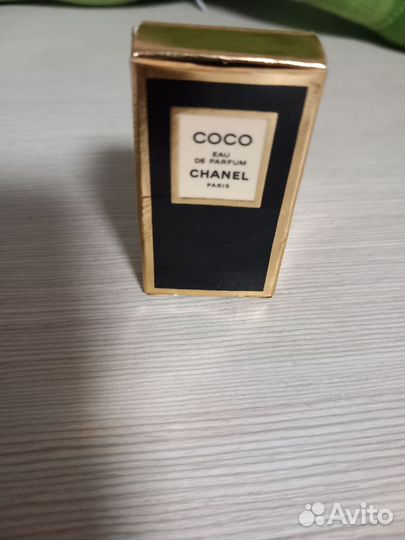 COCO
EAU
DE PARFUM
CHANEL
PARIS
Avito